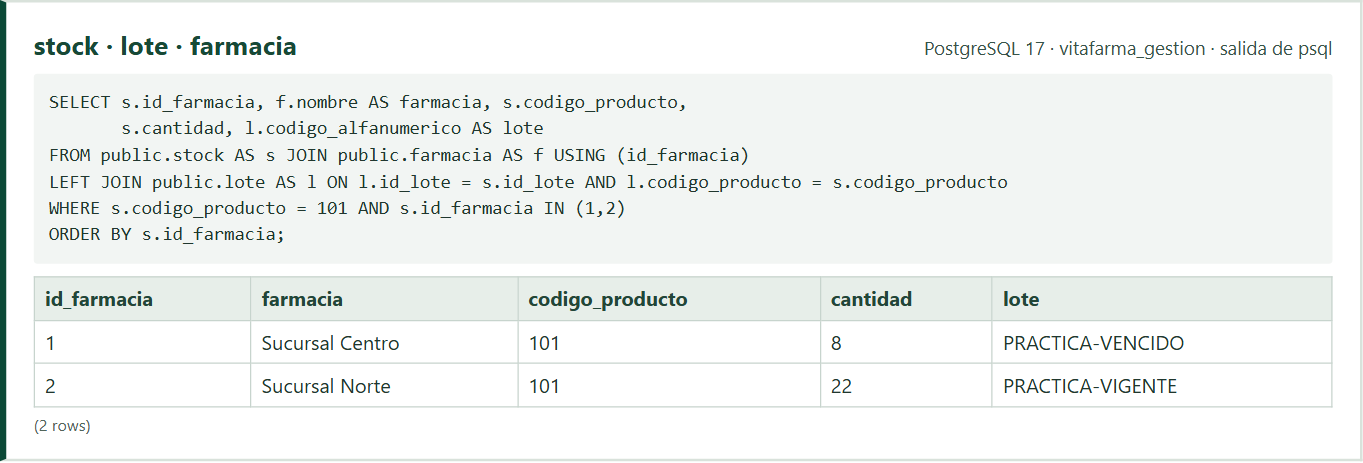 stock · lote · farmacia
PostgreSQL 17 · vitafarma_gestion · salida de psql
SELECT s.id_farmacia, f.nombre AS farmacia, s.codigo_producto,
       s.cantidad, l.codigo_alfanumerico AS lote
FROM public.stock AS s JOIN public.farmacia AS f USING (id_farmacia)
LEFT JOIN public.lote AS l ON l.id_lote = s.id_lote AND l.codigo_producto = s.codigo_producto
WHERE s.codigo_producto = 101 AND s.id_farmacia IN (1,2)
ORDER BY s.id_farmacia;
id_farmacia farmacia codigo_producto cantidad lote
1 Sucursal Centro 101 8 PRACTICA-VENCIDO
2 Sucursal Norte 101 22 PRACTICA-VIGENTE
(2 rows)